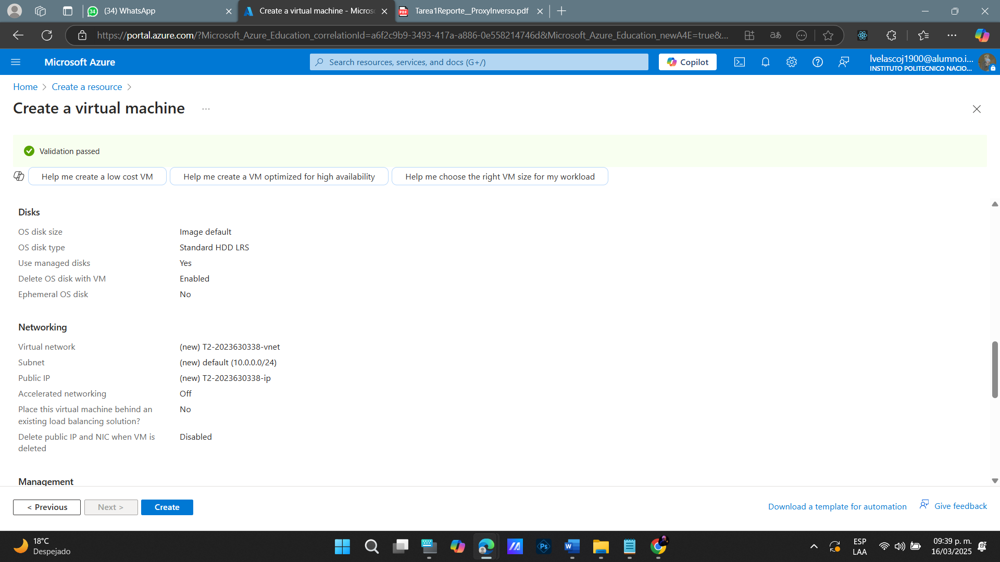 (34) WhatsApp
Create a virtual machine - Micros
Tarea1Reporte__ProxyInverso.pdf
https://portal.azure.com/?Microsoft_Azure_Education_correlationId=a6f2c9b9-3493-417a-a886-0e558214746d&Microsoft_Azure_Education_newA4E=true&...
Microsoft Azure
Search resources, services, and docs (G+/)
Copilot
lvelascoj1900@alumno.i...
INSTITUTO POLITECNICO NACIO...
Home > Create a resource >
Create a virtual machine ...
Validation passed
Help me create a low cost VM
Help me create a VM optimized for high availability
Help me choose the right VM size for my workload
Disks
OS disk size Image default
OS disk type Standard HDD LRS
Use managed disks Yes
Delete OS disk with VM Enabled
Ephemeral OS disk No
Networking
Virtual network (new) T2-2023630338-vnet
Subnet (new) default (10.0.0.0/24)
Public IP (new) T2-2023630338-ip
Accelerated networking Off
Place this virtual machine behind an No
existing load balancing solution?
Delete public IP and NIC when VM is Disabled
deleted
Management
< Previous
Next >
Create
Download a template for automation
Give feedback
18°C
Despejado
ESP
LAA
09:39 p. m.
16/03/2025